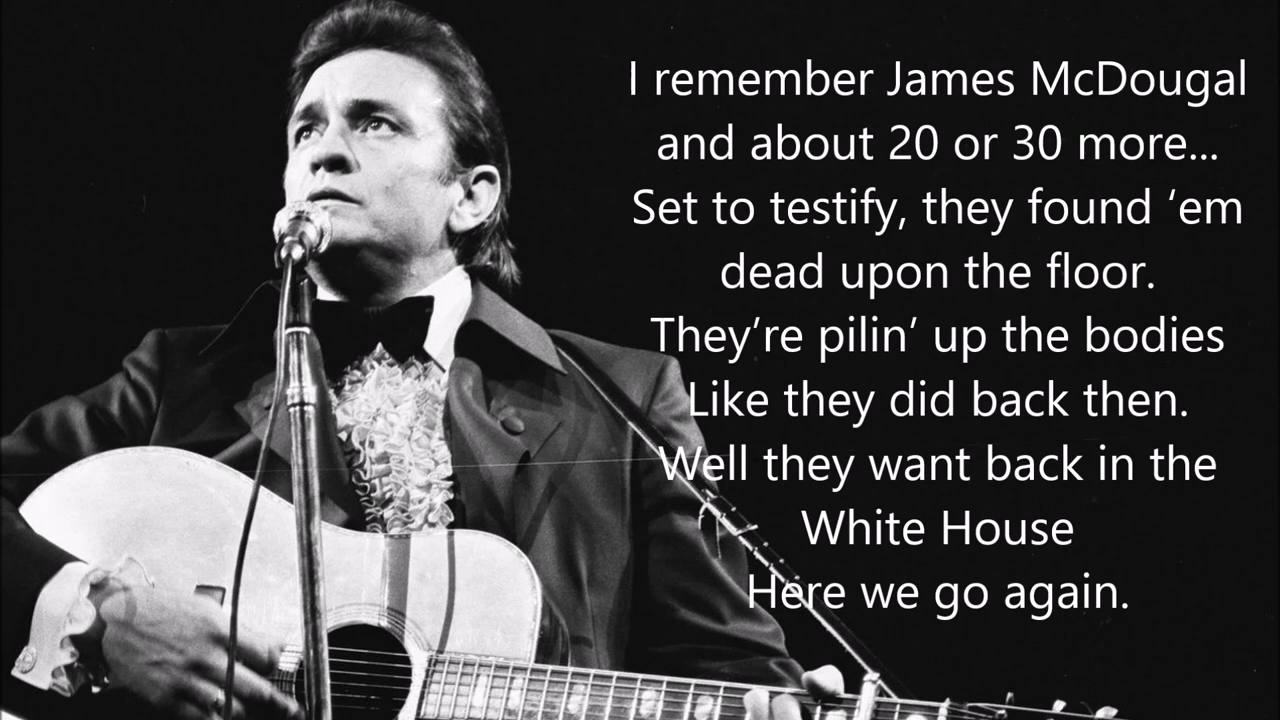 I remember James McDougal
and about 20 or 30 more...
Set to testify, they found ‘em
dead upon the floor.
They’re pilin’ up the bodies
Like they did back then.
Well they want back in the
White House
Here we go again.